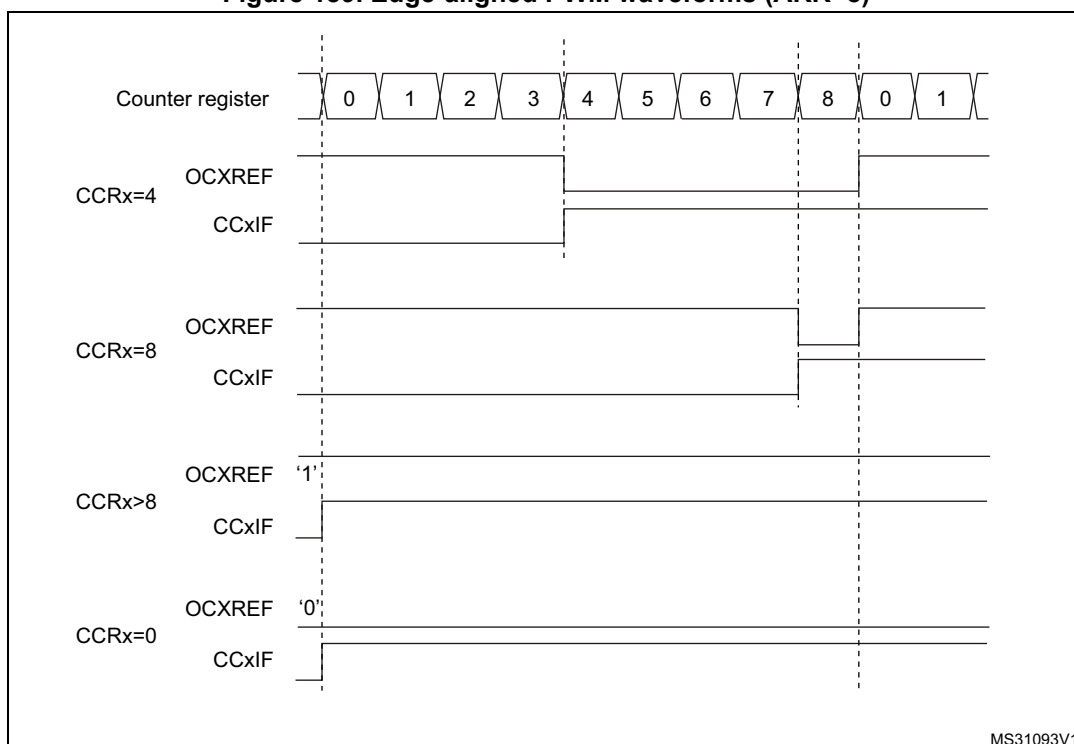 Counter register 0 1 2 3 4 5 6 7 8 0 1
CCRx=4
OCXREF
CCxIF
CCRx=8
OCXREF
CCxIF
CCRx>8
OCXREF ‘1’
CCxIF
CCRx=0
OCXREF ‘0’
CCxIF
MS31093V1